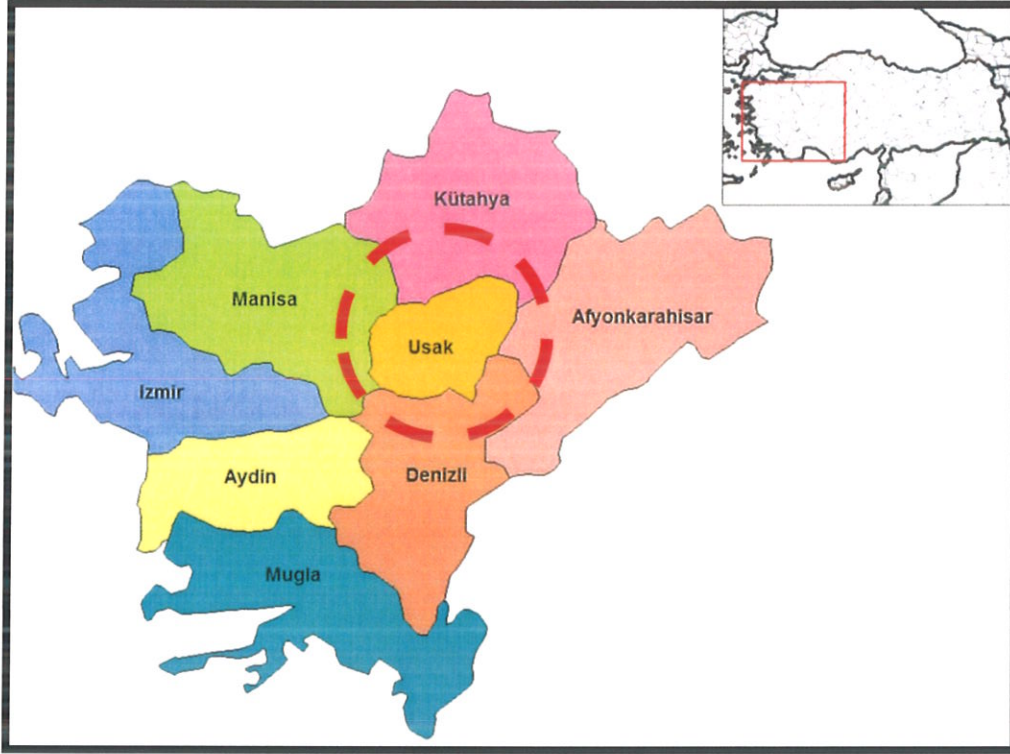 Kütahya
Manisa
Afyonkarahisar
Usak
Izmir
Aydin
Denizli
Mugla